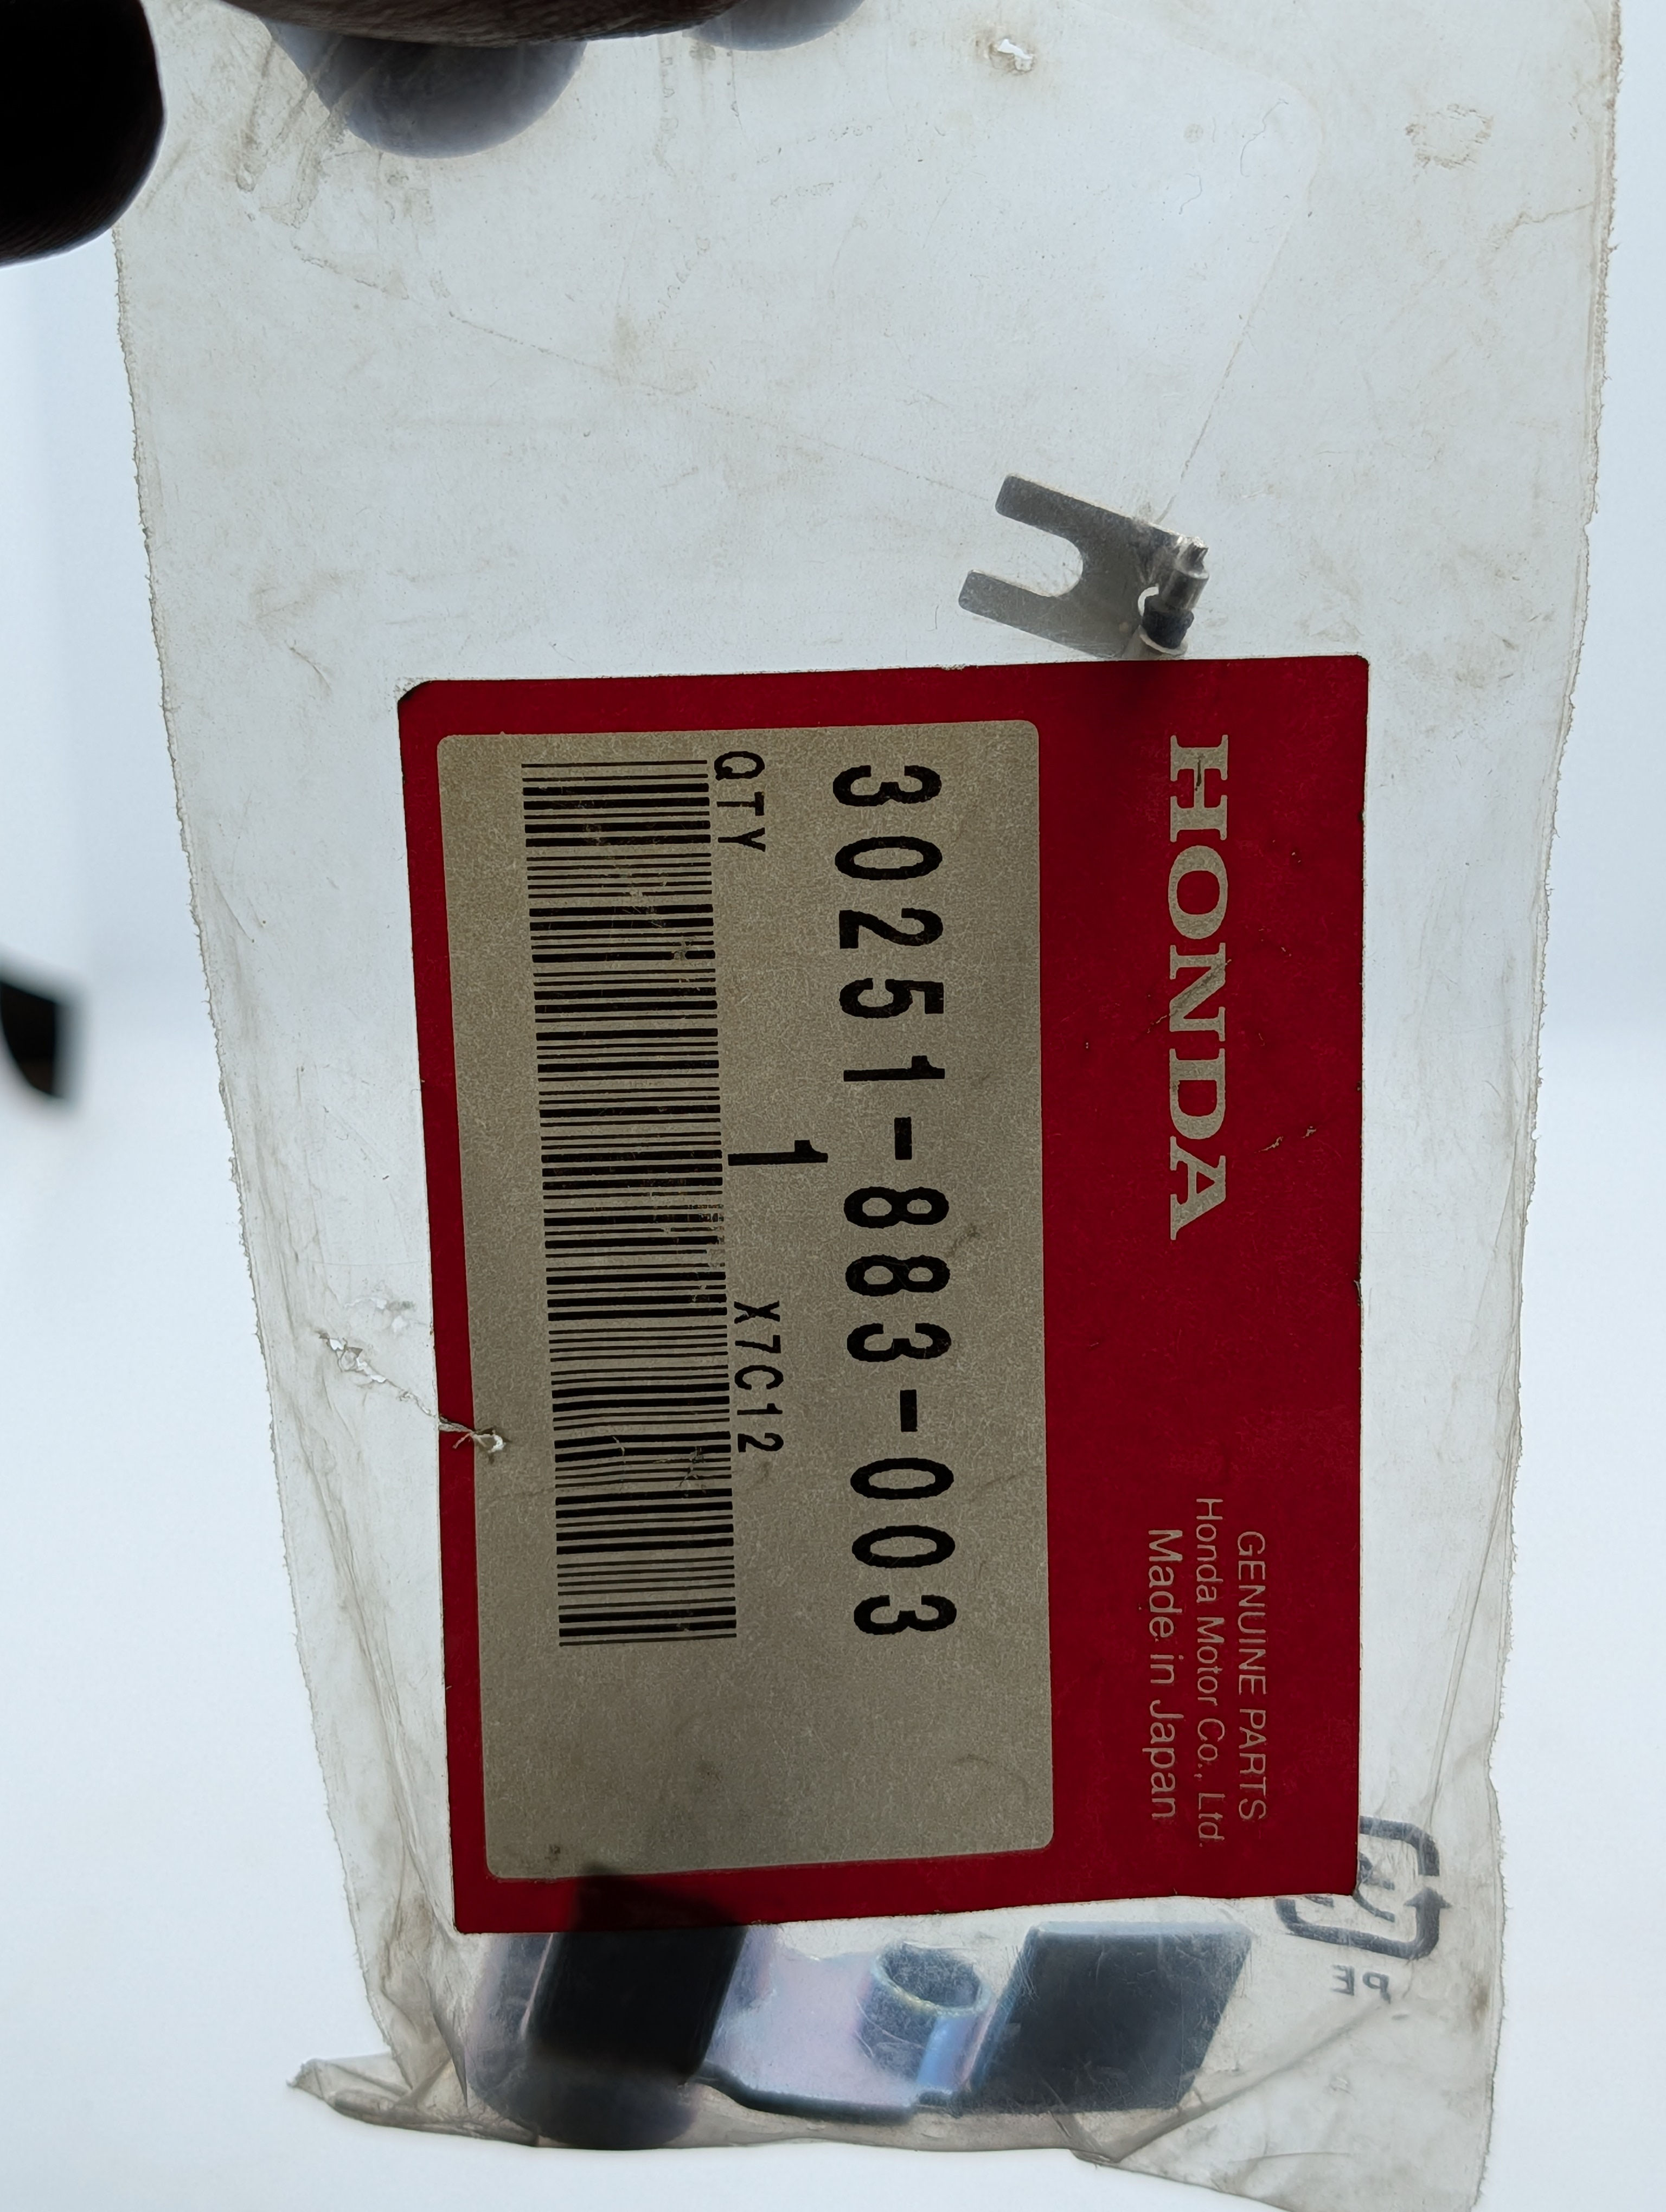 HONDA
GENUINE PARTS
Honda Motor Co., Ltd.
Made in Japan
30251-883-003
QTY 1 X7C12
PE